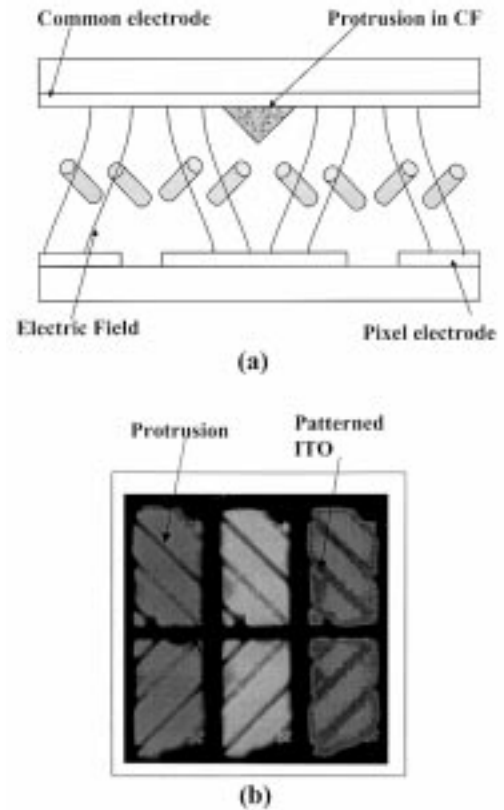 Common electrode
Protrusion in CF
Electric Field
Pixel electrode
(a)
Protrusion
Patterned
ITO
(b)